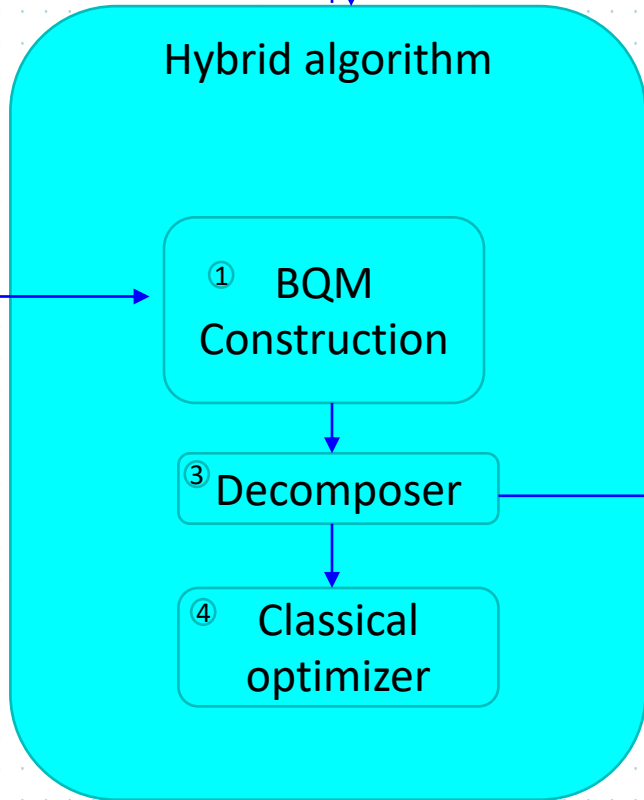 Hybrid algorithm
① BQM
Construction
③ Decomposer
④ Classical
optimizer